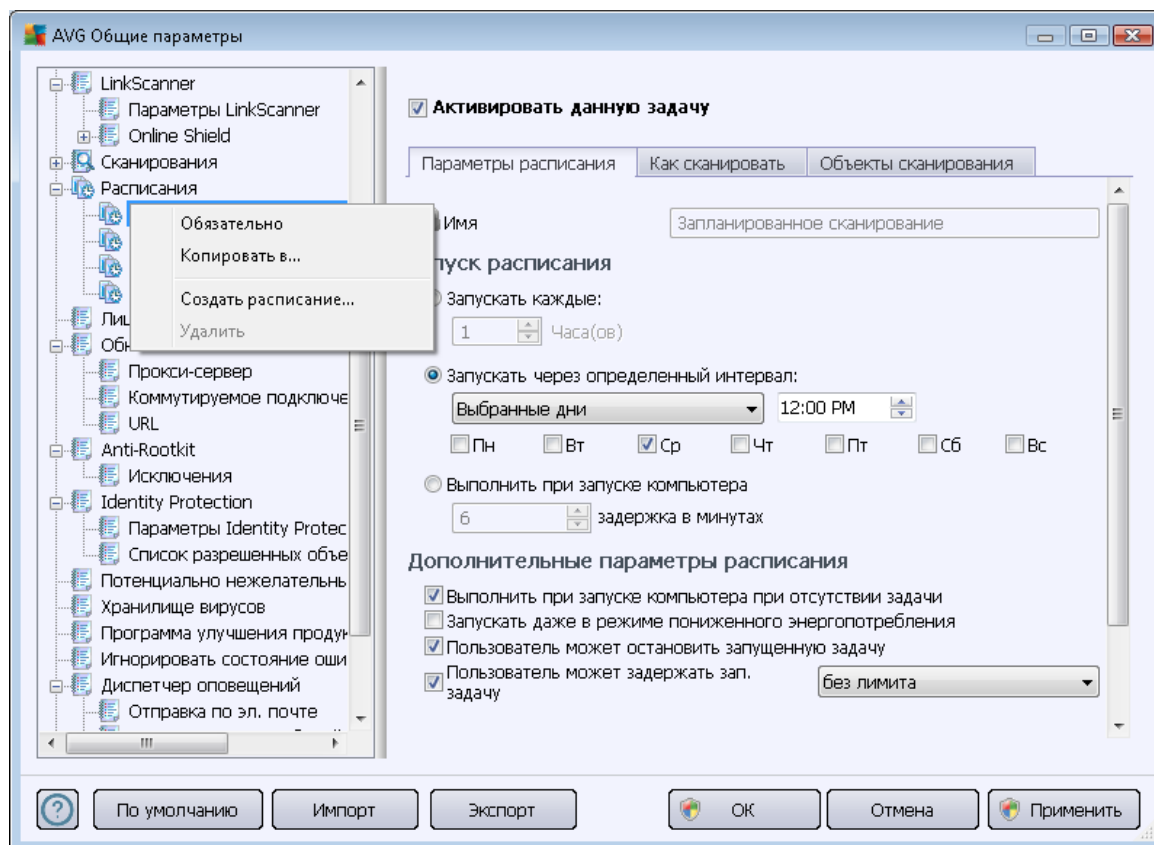 AVG Общие параметры
LinkScanner
Параметры LinkScanner
Online Shield
Сканирования
Расписания
Обязательно
Копировать в...
Создать расписание...
Удалить
Прокси-сервер
Коммутируемое подключе
URL
Anti-Rootkit
Исключения
Identity Protection
Параметры Identity Protec
Список разрешенных объе
Потенциально нежелательнь
Хранилище вирусов
Программа улучшения продук
Игнорировать состояние оши
Диспетчер оповещений
Отправка по эл. почте
Активировать данную задачу
Параметры расписания Как сканировать Объекты сканирования
Имя Запланированное сканирование
пуск расписания
Запускать каждые:
1 Часа(ов)
Запускать через определенный интервал:
Выбранные дни 12:00 PM
Пн Вт Ср Чт Пт Сб Вс
Выполнить при запуске компьютера
6 задержка в минутах
Дополнительные параметры расписания
Выполнить при запуске компьютера при отсутствии задачи
Запускать даже в режиме пониженного энергопотребления
Пользователь может остановить запущенную задачу
Пользователь может задержать зап.
задачу
без лимита
По умолчанию Импорт Экспорт ОК Отмена Применить